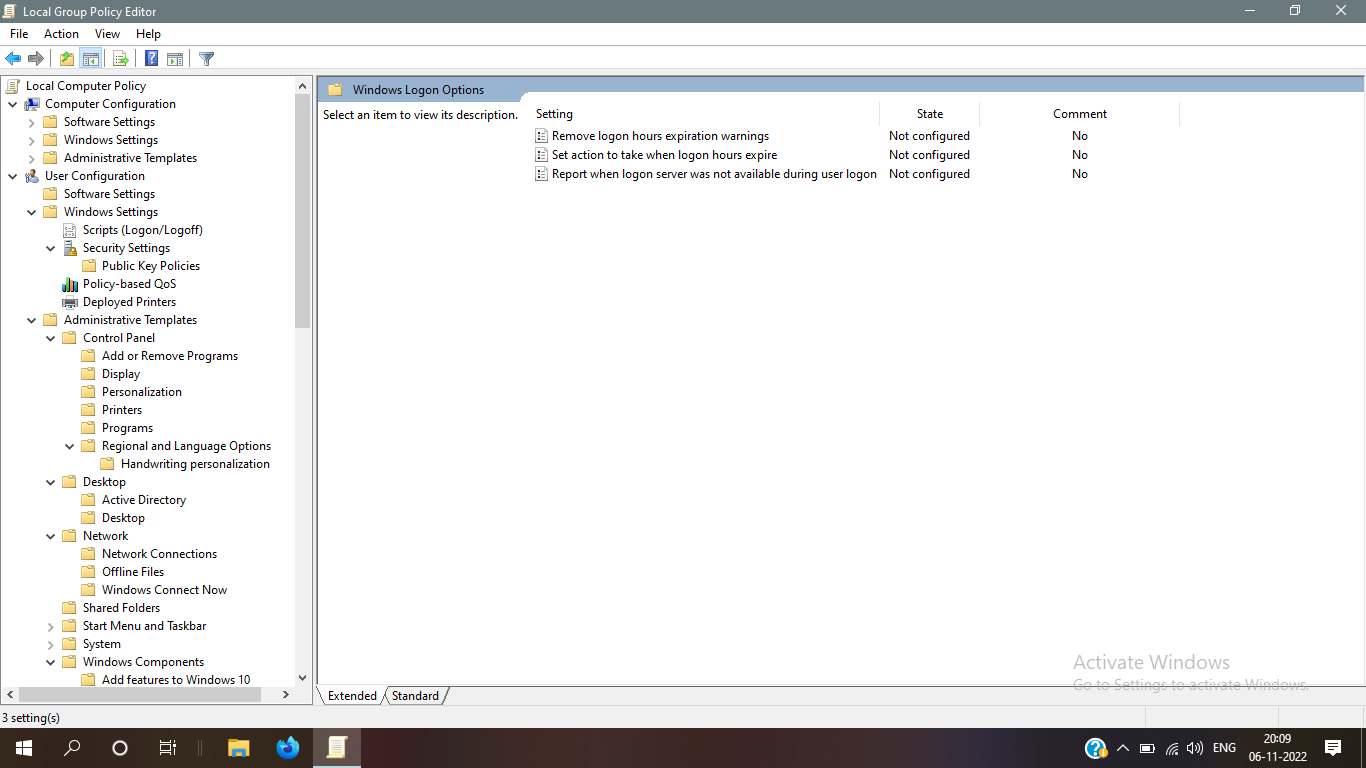 Local Group Policy Editor
File Action View Help
Local Computer Policy
Computer Configuration
Software Settings
Windows Settings
Administrative Templates
User Configuration
Software Settings
Windows Settings
Scripts (Logon/Logoff)
Security Settings
Public Key Policies
Policy-based QoS
Deployed Printers
Administrative Templates
Control Panel
Add or Remove Programs
Display
Personalization
Printers
Programs
Regional and Language Options
Handwriting personalization
Desktop
Active Directory
Desktop
Network
Network Connections
Offline Files
Windows Connect Now
Shared Folders
Start Menu and Taskbar
System
Windows Components
Add features to Windows 10
Windows Logon Options
Select an item to view its description.
Setting State Comment
Remove logon hours expiration warnings Not configured No
Set action to take when logon hours expire Not configured No
Report when logon server was not available during user logon Not configured No
Activate Windows
Go to Settings to activate Windows.
Extended Standard
3 setting(s)
ENG
20:09
06-11-2022